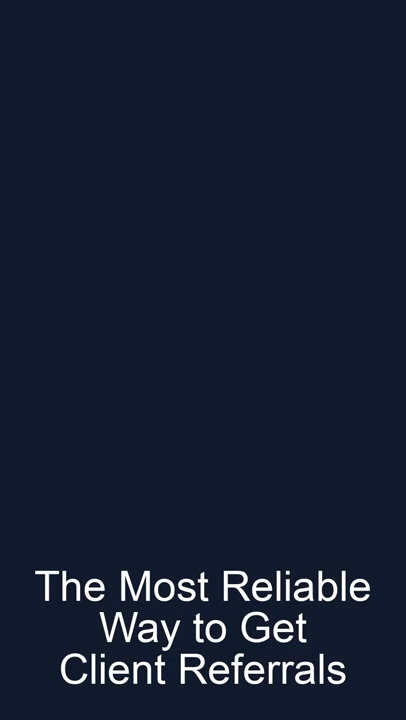 The Most Reliable
Way to Get
Client Referrals